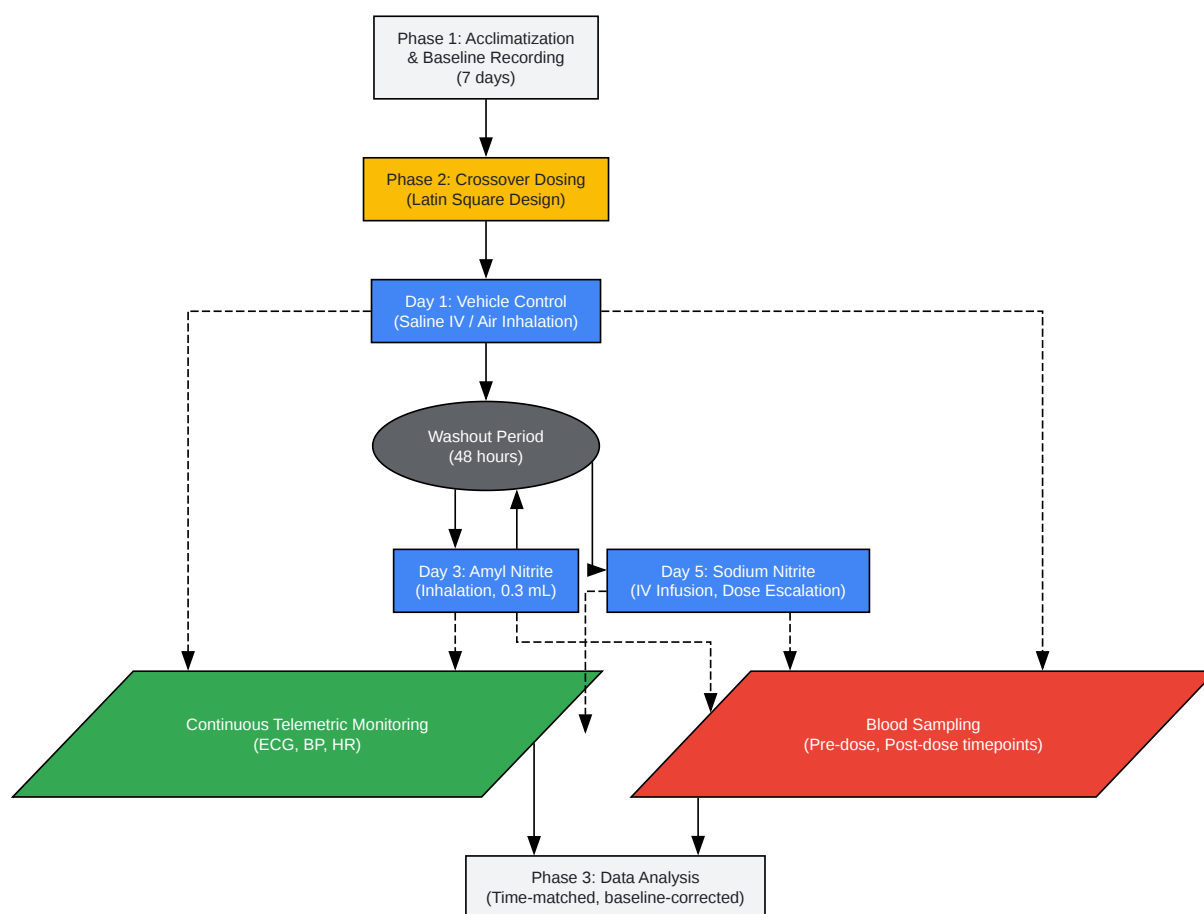 Phase 1: Acclimatization
& Baseline Recording
(7 days)
Phase 2: Crossover Dosing
(Latin Square Design)
Day 1: Vehicle Control
(Saline IV / Air Inhalation)
Washout Period
(48 hours)
Day 3: Amyl Nitrite
(Inhalation, 0.3 mL)
Day 5: Sodium Nitrite
(IV Infusion, Dose Escalation)
Continuous Telemetric Monitoring
(ECG, BP, HR)
Blood Sampling
(Pre-dose, Post-dose timepoints)
Phase 3: Data Analysis
(Time-matched, baseline-corrected)